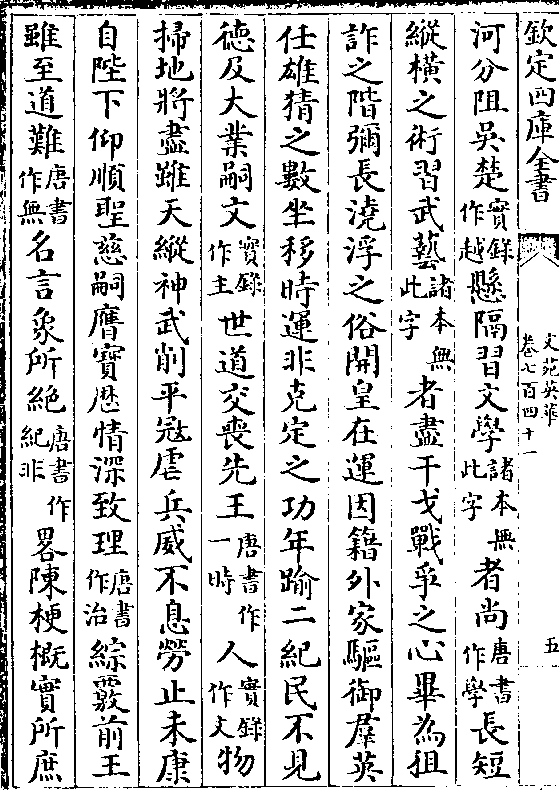 欽定四庫全書
文苑英華
卷七百四十一
五
河分阻吳楚實錄作越懸隔習文學諸本無此字者尚唐書作學長短
縱橫之術習武藝諸本無此字者盡干戈戰爭之心畢為狙
詐之階彌長澆浮之俗開皇在運因籍外家驅御羣英
任雄猜之數坐移時運非克定之功年踰二紀民不見
德及大業嗣文實錄作主世道交喪先王唐書作一時人實錄作文物
掃地將盡雖天縱神武削平冦虐兵威不息勞止未康
自陛下仰順聖慈嗣膺寶歴情深致理唐書作治綜覈前王
雖至道難唐書作無名言象所絶唐書作紀非畧陳梗概實所庶